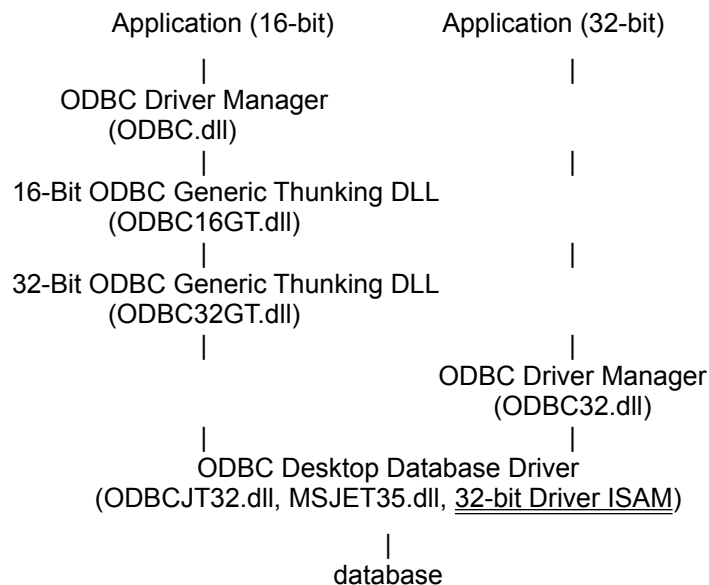 Application (16-bit) Application (32-bit)
| |
ODBC Driver Manager
(ODBC.dll)
| |
16-Bit ODBC Generic Thunking DLL
(ODBC16GT.dll)
| |
32-Bit ODBC Generic Thunking DLL
(ODBC32GT.dll)
| |
ODBC Driver Manager
(ODBC32.dll)
| |
ODBC Desktop Database Driver
(ODBCJT32.dll, MSJET35.dll, 32-bit Driver ISAM)
|
database